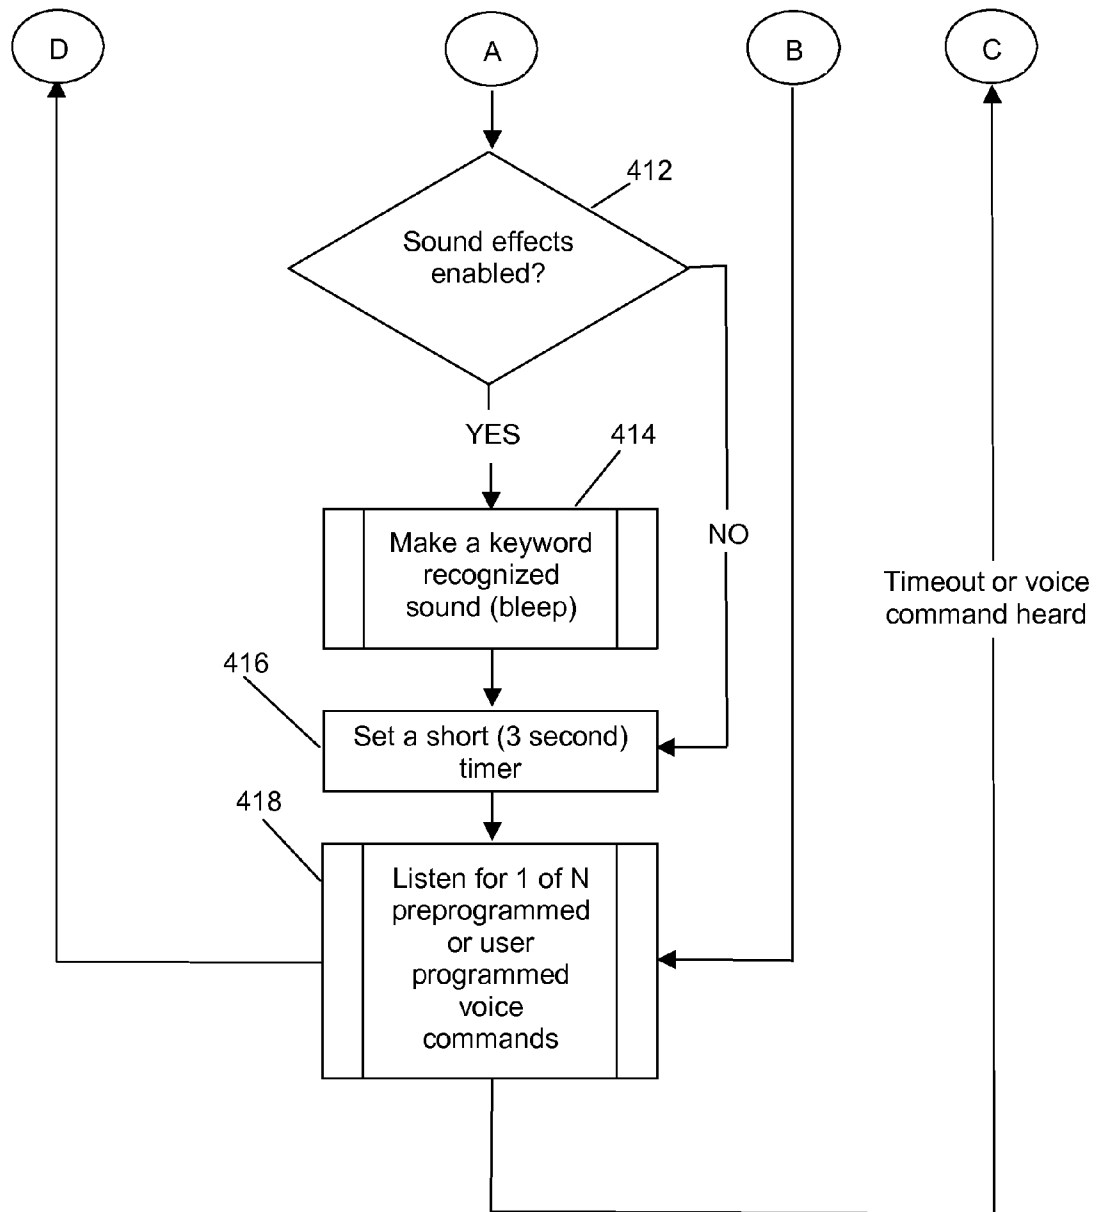 D
A
B
C
412
Sound effects
enabled?
YES
414
Make a keyword
recognized
sound (bleep)
NO
Timeout or voice
command heard
416
Set a short (3 second)
timer
418
Listen for 1 of N
preprogrammed
or user
programmed
voice
commands